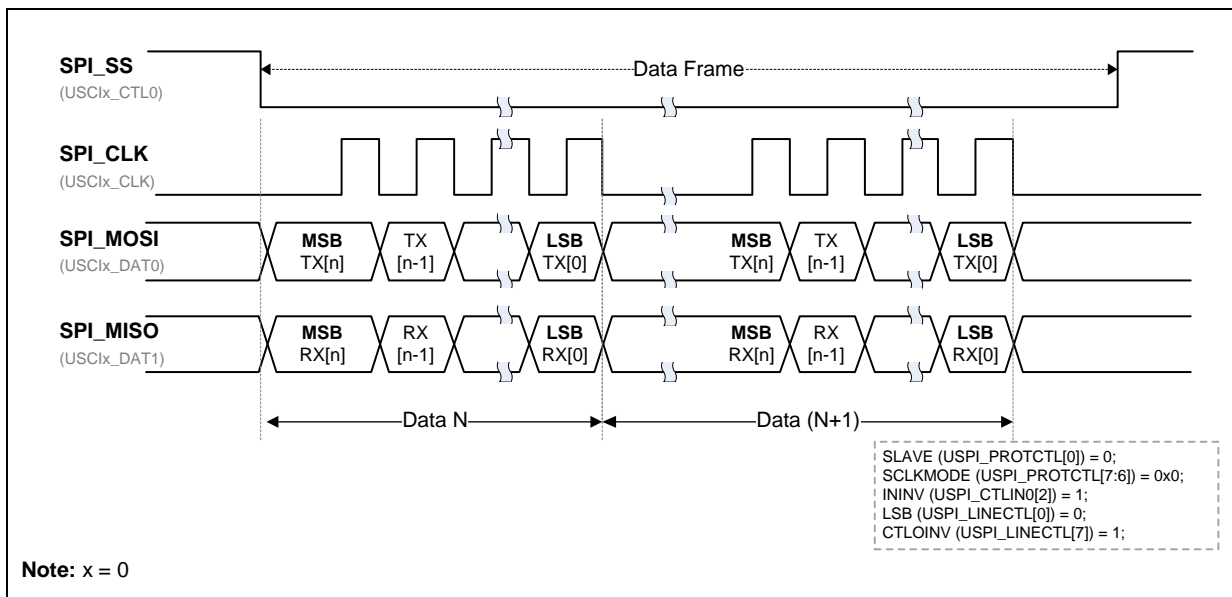 SPI_SS
(USCIx_CTL0)
Data Frame
SPI_CLK
(USCIx_CLK)
SPI_MOSI
(USCIx_DAT0)
MSB
TX[n]
TX
[n-1]
LSB
TX[0]
MSB
TX[n]
TX
[n-1]
LSB
TX[0]
SPI_MISO
(USCIx_DAT1)
MSB
RX[n]
RX
[n-1]
LSB
RX[0]
MSB
RX[n]
RX
[n-1]
LSB
RX[0]
Data N
Data (N+1)
SLAVE (USPI_PROTCTL[0]) = 0;
SCLKMODE (USPI_PROTCTL[7:6]) = 0x0;
ININV (USPI_CTLIN0[2]) = 1;
LSB (USPI_LINECTL[0]) = 0;
CTLOINV (USPI_LINECTL[7]) = 1;
Note: x = 0